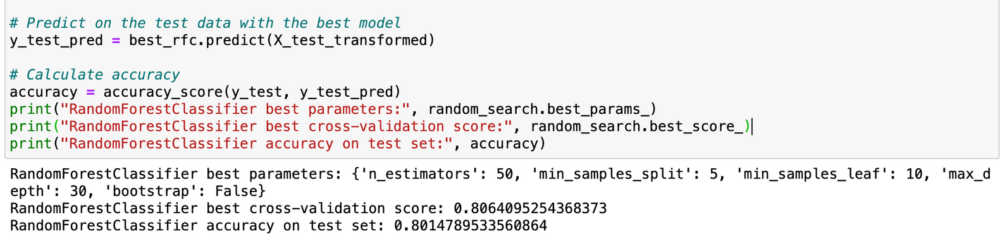 # Predict on the test data with the best model
y_test_pred = best_rfc.predict(X_test_transformed)
# Calculate accuracy
accuracy = accuracy_score(y_test, y_test_pred)
print("RandomForestClassifier best parameters:", random_search.best_params_)
print("RandomForestClassifier best cross-validation score:", random_search.best_score_)
print("RandomForestClassifier accuracy on test set:", accuracy)
RandomForestClassifier best parameters: {'n_estimators': 50, 'min_samples_split': 5, 'min_samples_leaf': 10, 'max_d
epth': 30, 'bootstrap': False}
RandomForestClassifier best cross-validation score: 0.8064095254368373
RandomForestClassifier accuracy on test set: 0.8014789533560864